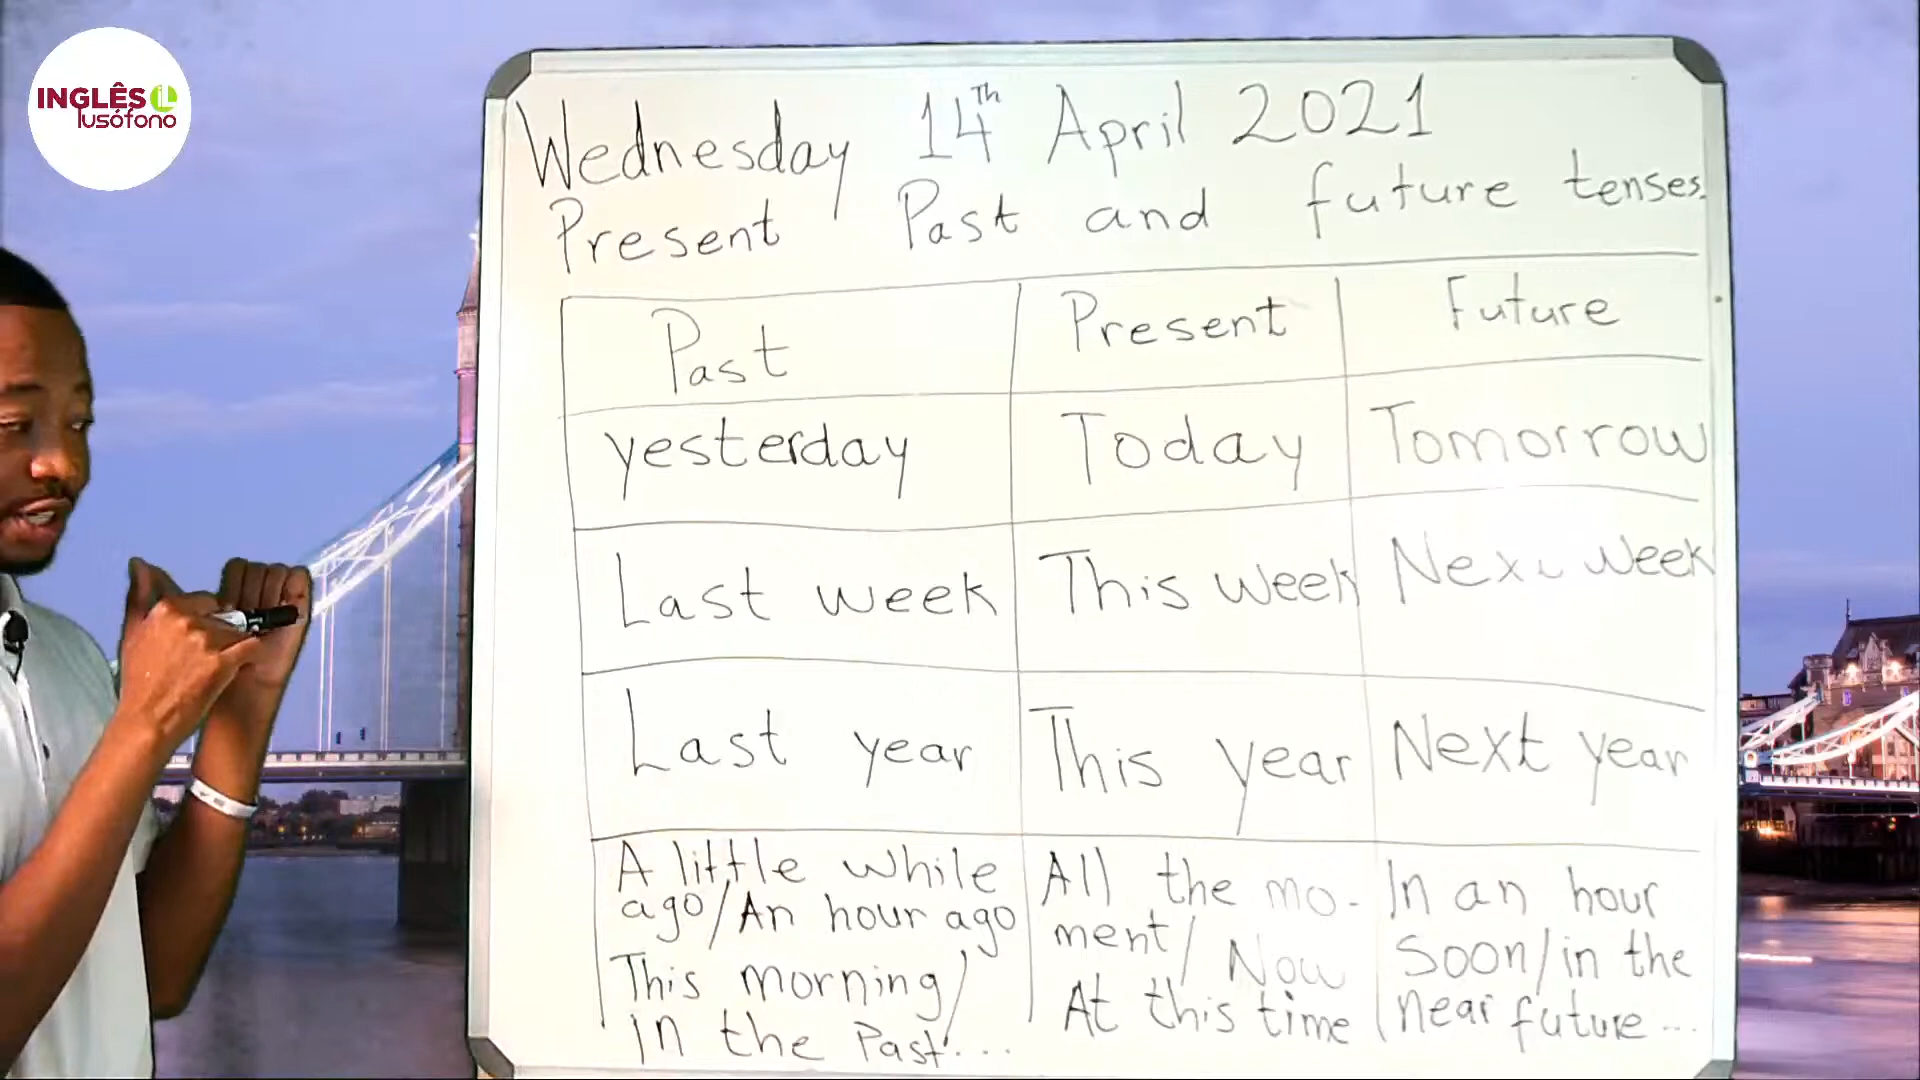 INGLÊS IL
lusófono
Wednesday 14Th April 2021
Present Past and future tenses.
Past Present Future
yesterday Today Tomorrow
Last week This week Next week
Last year This year Next year
A little while
ago/An hour ago
This morning/
In the Past...
All the mo-
ment/ Now
At this time
In an hour
Soon/in the
near future...